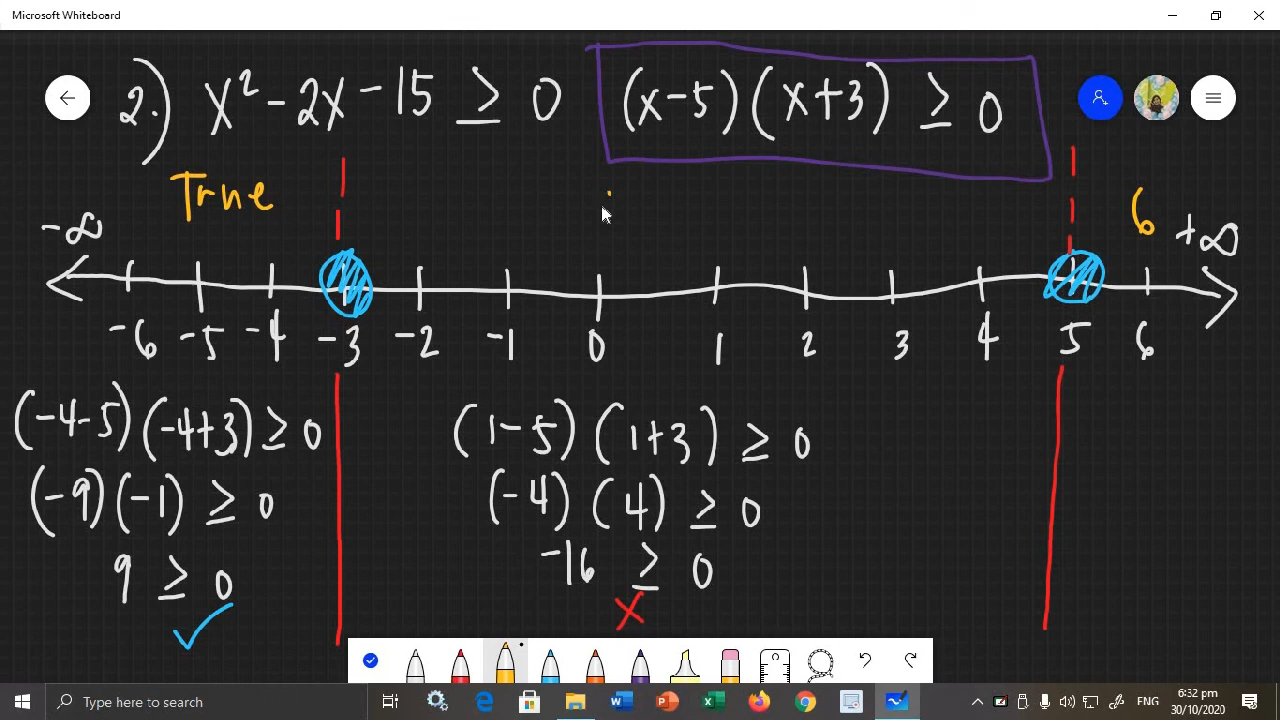 Microsoft Whiteboard
2.) x² - 2x - 15 ≥ 0 (x-5)(x+3) ≥ 0
True 6
-∞ +∞
-6 -5 -4 -3 -2 -1 0 1 2 3 4 5 6
(-4-5)(-4+3) ≥ 0 (1-5)(1+3) ≥ 0
(-9)(-1) ≥ 0 (-4)(4) ≥ 0
9 ≥ 0 -16 ≥ 0
Type here to search
ENG
6:32 pm
30/10/2020